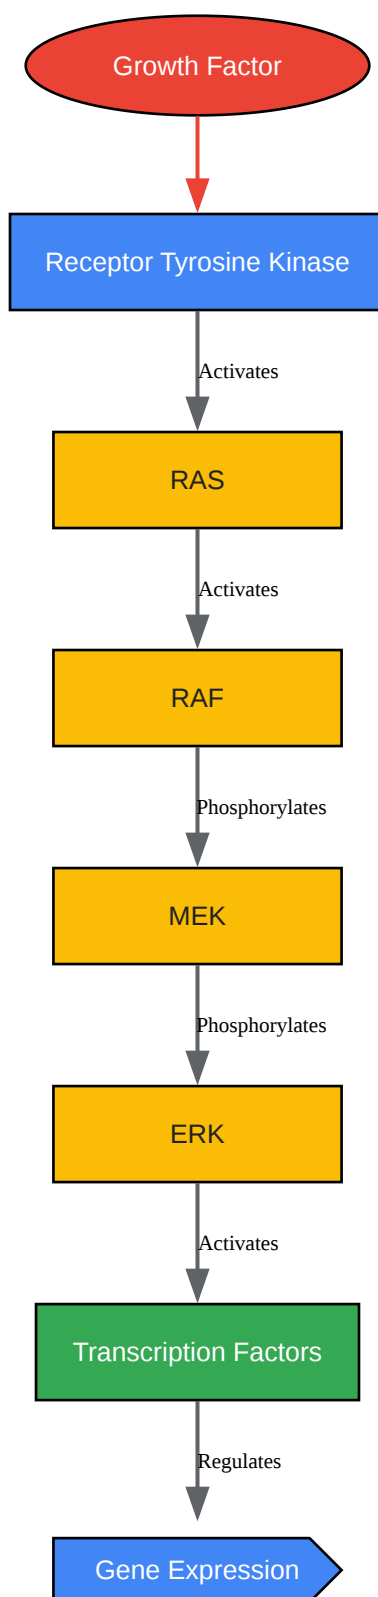 Growth Factor
Receptor Tyrosine Kinase
Activates
RAS
Activates
RAF
Phosphorylates
MEK
Phosphorylates
ERK
Activates
Transcription Factors
Regulates
Gene Expression